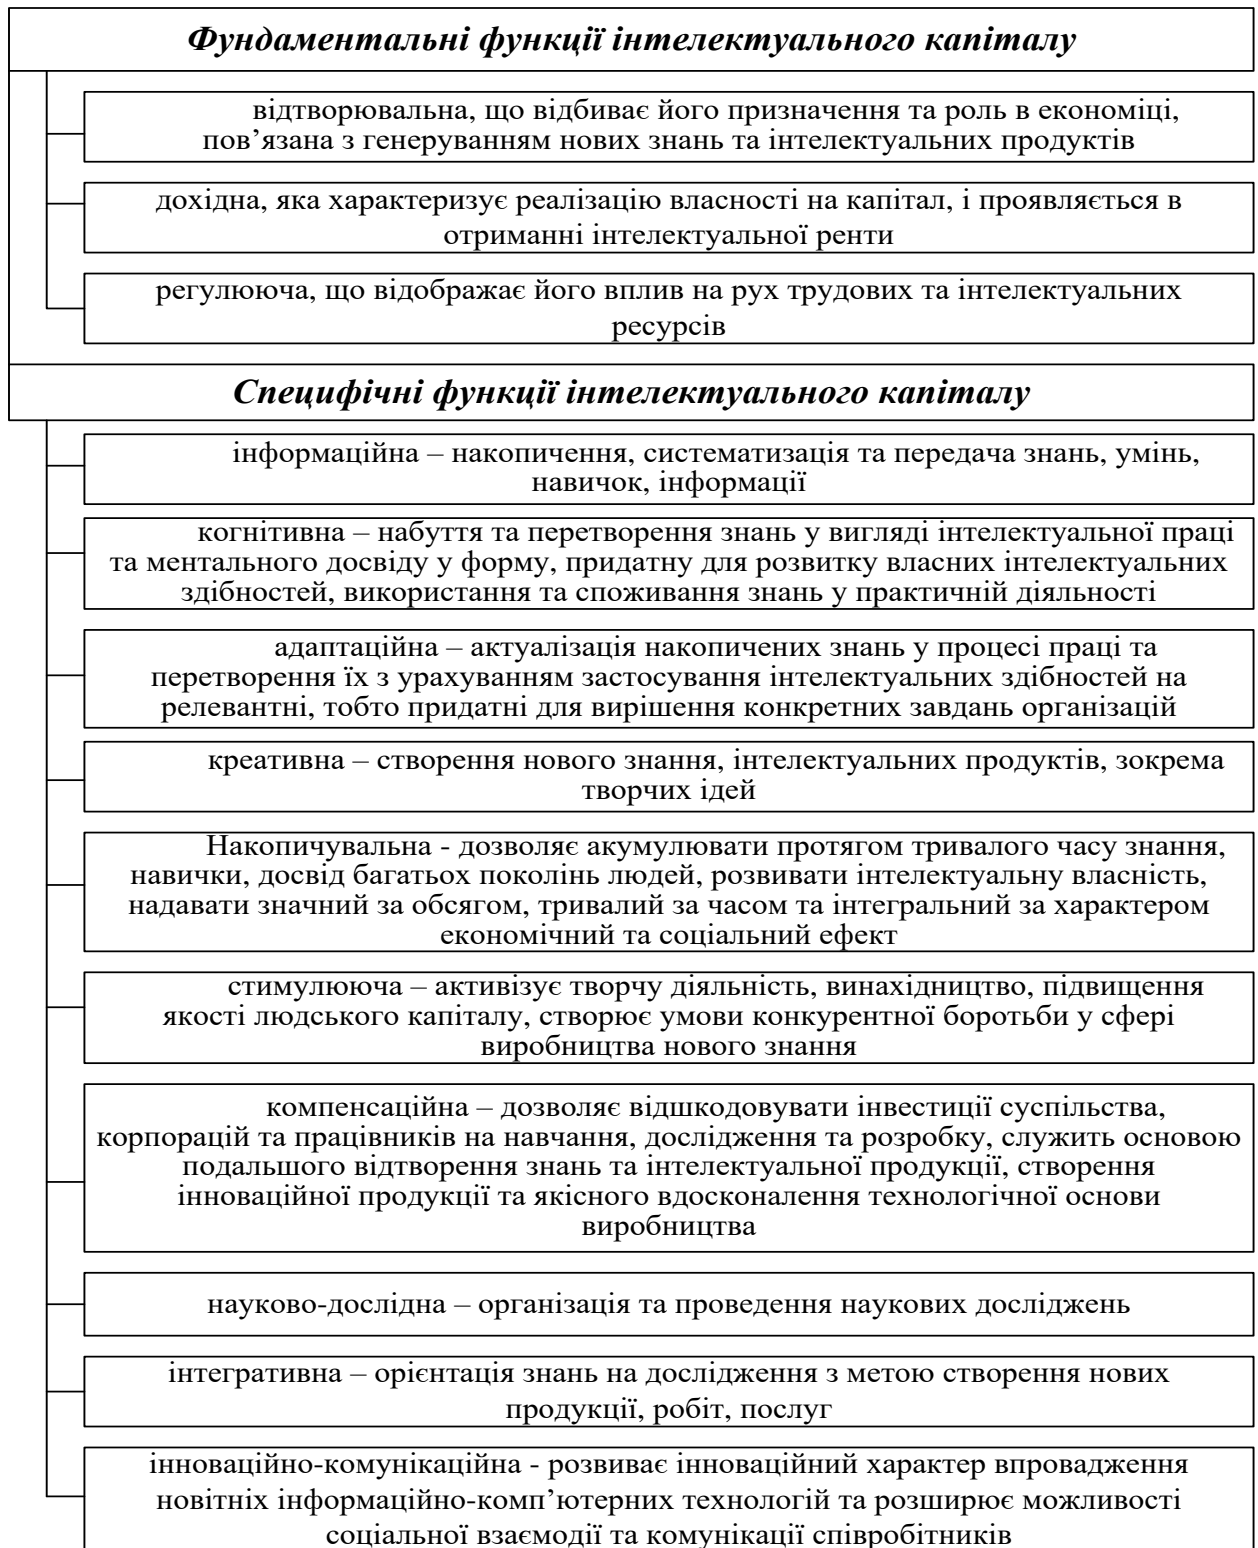 Фундаментальні функції інтелектуального капіталу
відтворювальна, що відбиває його призначення та роль в економіці,
пов’язана з генеруванням нових знань та інтелектуальних продуктів
дохідна, яка характеризує реалізацію власності на капітал, і проявляється в
отриманні інтелектуальної ренти
регулююча, що відображає його вплив на рух трудових та інтелектуальних
ресурсів
Специфічні функції інтелектуального капіталу
інформаційна – накопичення, систематизація та передача знань, умінь,
навичок, інформації
когнітивна – набуття та перетворення знань у вигляді інтелектуальної праці
та ментального досвіду у форму, придатну для розвитку власних інтелектуальних
здібностей, використання та споживання знань у практичній діяльності
адаптаційна – актуалізація накопичених знань у процесі праці та
перетворення їх з урахуванням застосування інтелектуальних здібностей на
релевантні, тобто придатні для вирішення конкретних завдань організацій
креативна – створення нового знання, інтелектуальних продуктів, зокрема
творчих ідей
Накопичувальна - дозволяє акумулювати протягом тривалого часу знання,
навички, досвід багатьох поколінь людей, розвивати інтелектуальну власність,
надавати значний за обсягом, тривалий за часом та інтегральний за характером
економічний та соціальний ефект
стимулююча – активізує творчу діяльність, винахідництво, підвищення
якості людського капіталу, створює умови конкурентної боротьби у сфері
виробництва нового знання
компенсаційна – дозволяє відшкодовувати інвестиції суспільства,
корпорацій та працівників на навчання, дослідження та розробку, служить основою
подальшого відтворення знань та інтелектуальної продукції, створення
інноваційної продукції та якісного вдосконалення технологічної основи
виробництва
науково-дослідна – організація та проведення наукових досліджень
інтегративна – орієнтація знань на дослідження з метою створення нових
продукції, робіт, послуг
інноваційно-комунікаційна - розвиває інноваційний характер впровадження
новітніх інформаційно-комп’ютерних технологій та розширює можливості
соціальної взаємодії та комунікації співробітників